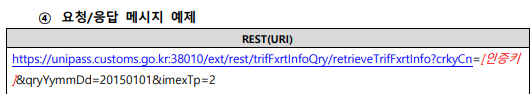 ④ 요청/응답 메시지 예제
REST(URI)
https://unipass.customs.go.kr:38010/ext/rest/trifFxrtInfoQry/retrieveTrifFxrtInfo?crkyCn=[인증키
]&qryYymmDd=20150101&imexTp=2